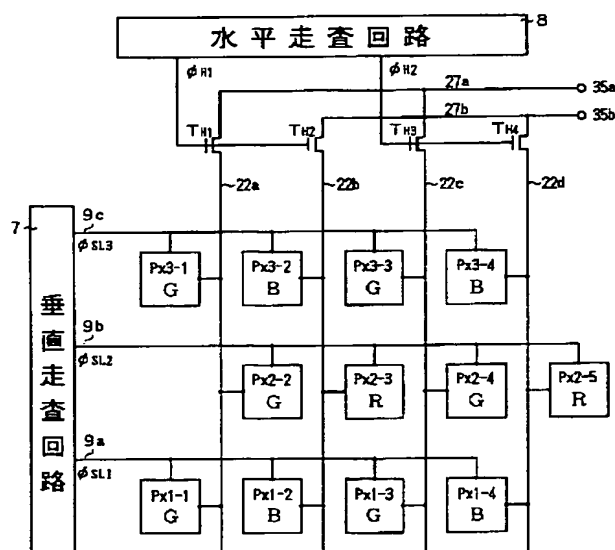 水平走査回路
8
φH1
φH2
27a
35a
27b
35b
TH1
TH2
TH3
TH4
22a
22b
22c
22d
7
垂直走査回路
9c
φSL3
Px3-1
G
Px3-2
B
Px3-3
G
Px3-4
B
9b
φSL2
Px2-2
G
Px2-3
R
Px2-4
G
Px2-5
R
9a
φSL1
Px1-1
G
Px1-2
B
Px1-3
G
Px1-4
B